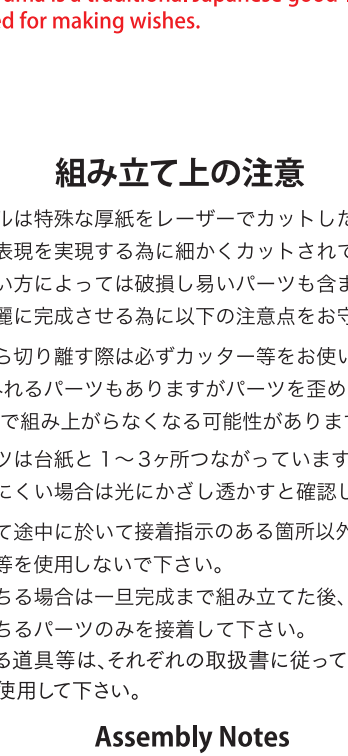 ama is a traditional Japanese good
ed for making wishes.
組み立て上の注意
ルは特殊な厚紙をレーザーでカットした
表現を実現する為に細かくカットされて
い方によっては破損し易いパーツも含ま
麗に完成させる為に以下の注意点をお守
ら切り離す際は必ずカッター等をお使い
れるパーツもありますがパーツを歪め
で組み上がらなくなる可能性があります
ツは台紙と 1～3ヶ所つながっています
にくい場合は光にかざし透かすと確認し
て途中に於いて接着指示のある箇所以外
等を使用しないで下さい。
ちる場合は一旦完成まで組み立てた後、
ちるパーツのみを接着して下さい。
る道具等は、それぞれの取扱書に従って
使用して下さい。
Assembly Notes